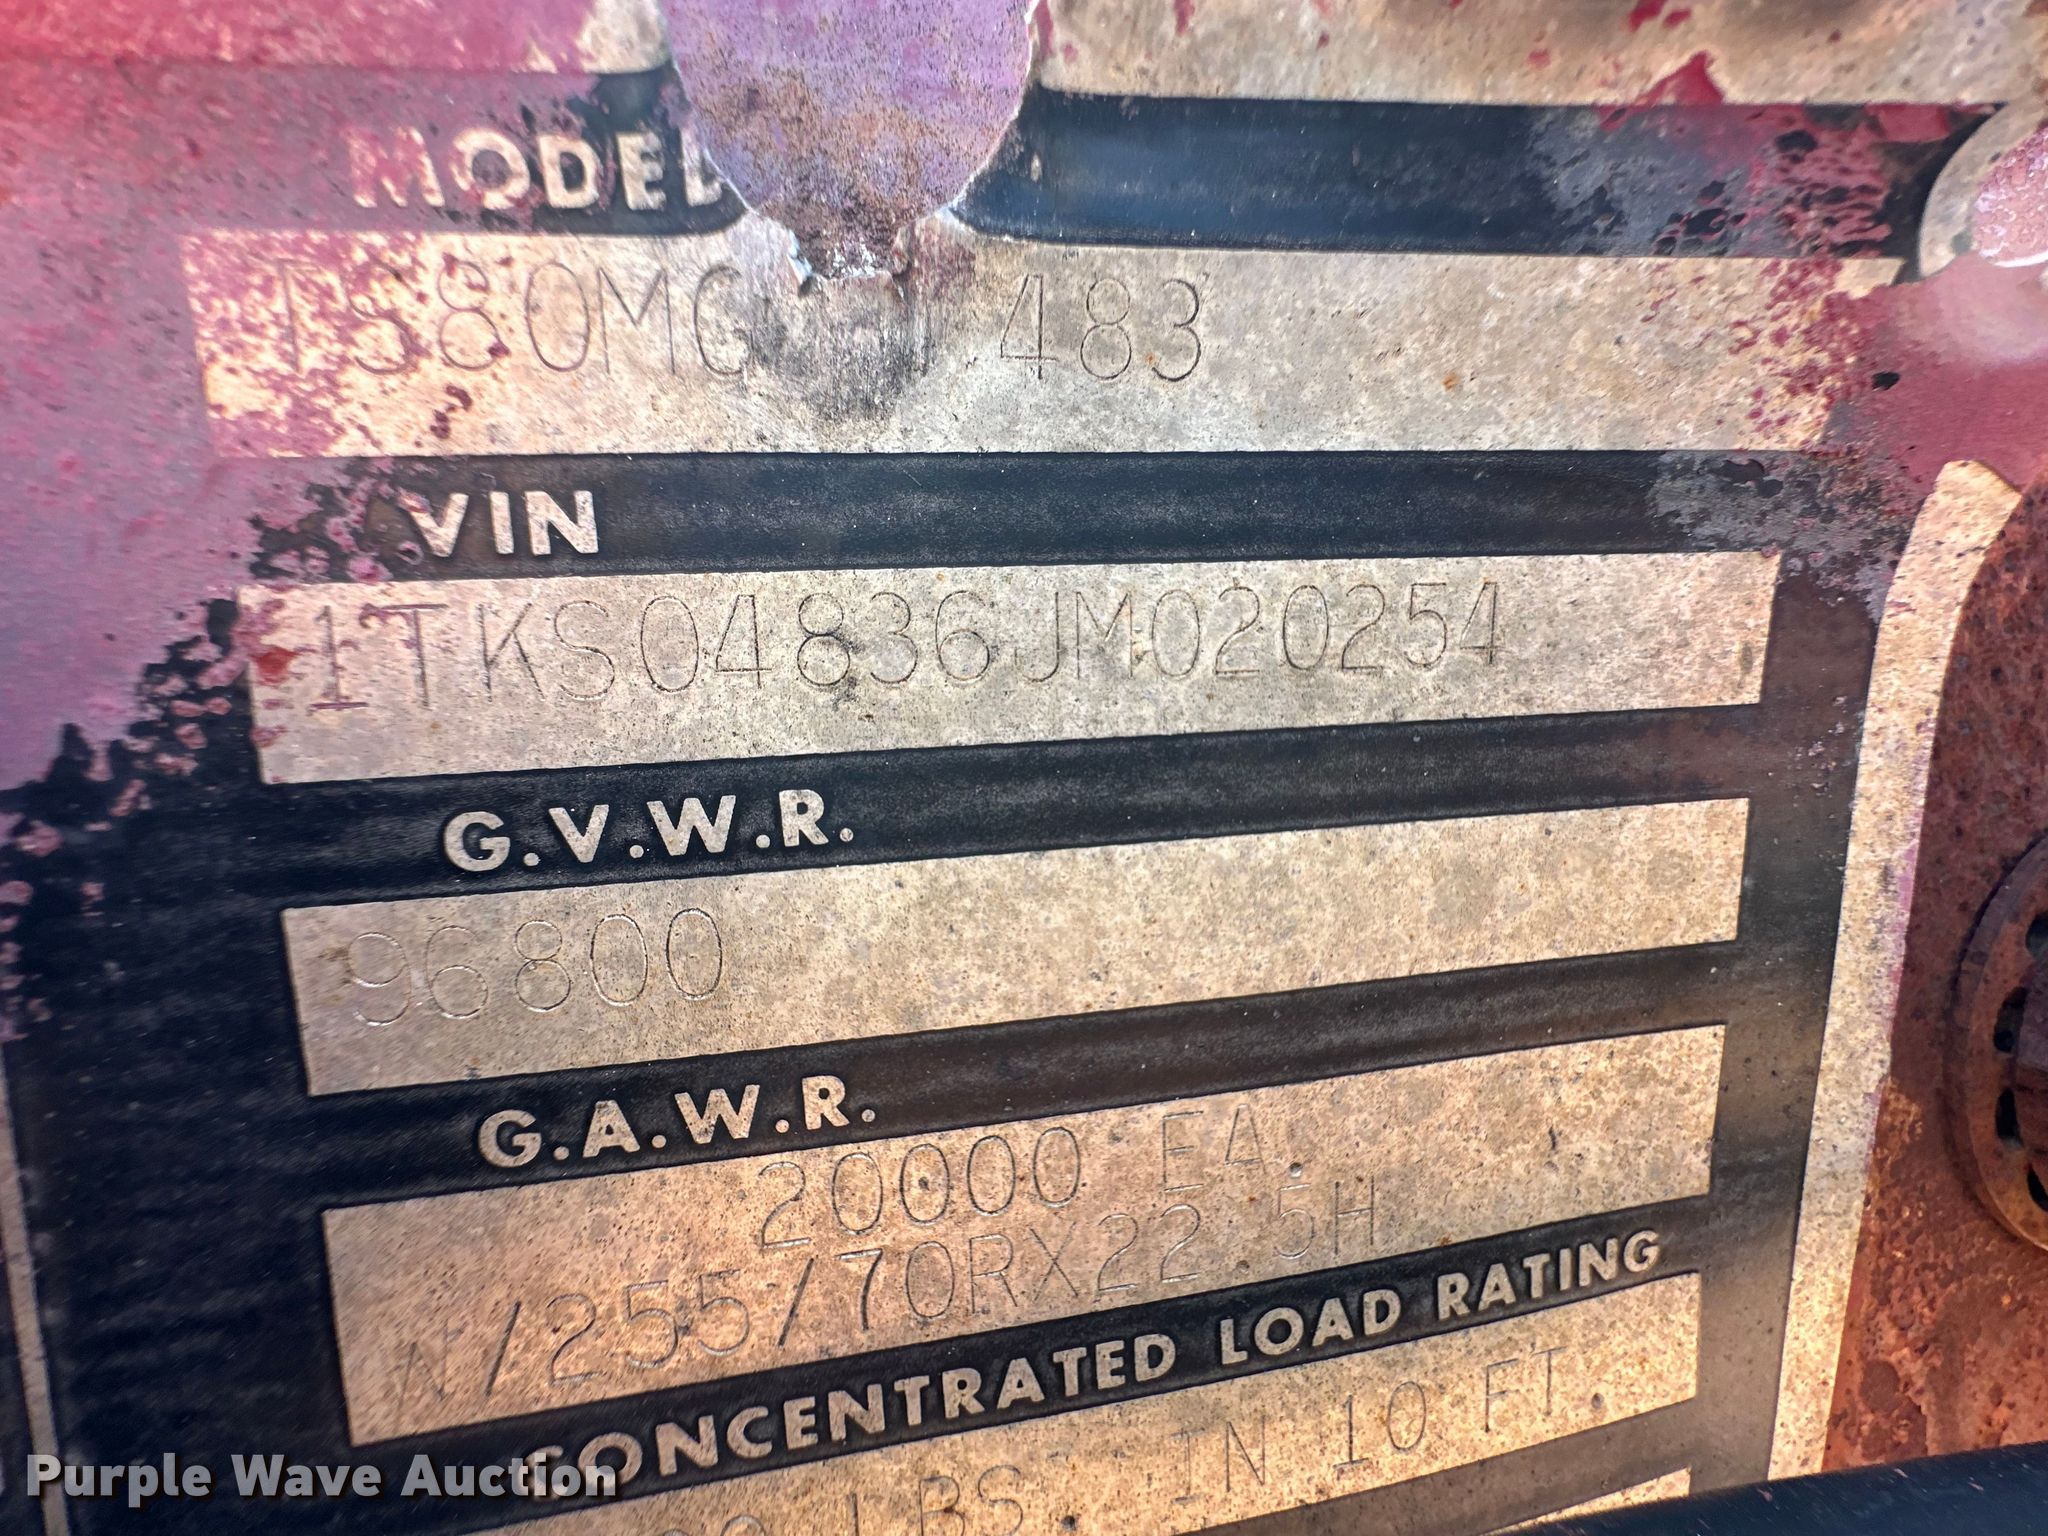 MODEL
TS80MC 483
VIN
1TKS04836JM020254
G.V.W.R.
96800
G.A.W.R.
20000 EA.
W/255/70RX22.5H
CONCENTRATED LOAD RATING
LBS. IN 10 FT.
Purple Wave Auction